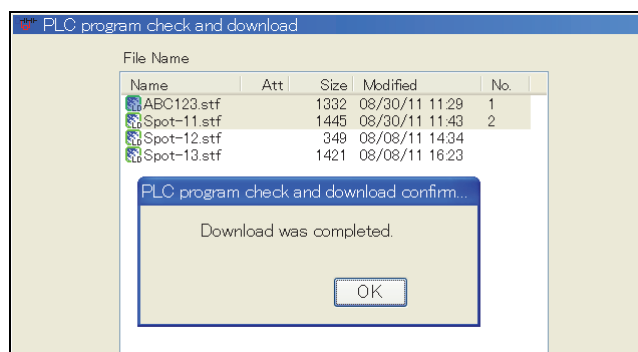 PLC program check and download
File Name
Name Att Size Modified No.
ABC123.stf 1332 08/30/11 11:29 1
Spot-11.stf 1445 08/30/11 11:43 2
Spot-12.stf 349 08/08/11 14:34
Spot-13.stf 1421 08/08/11 16:23
PLC program check and download confirm...
Download was completed.
OK